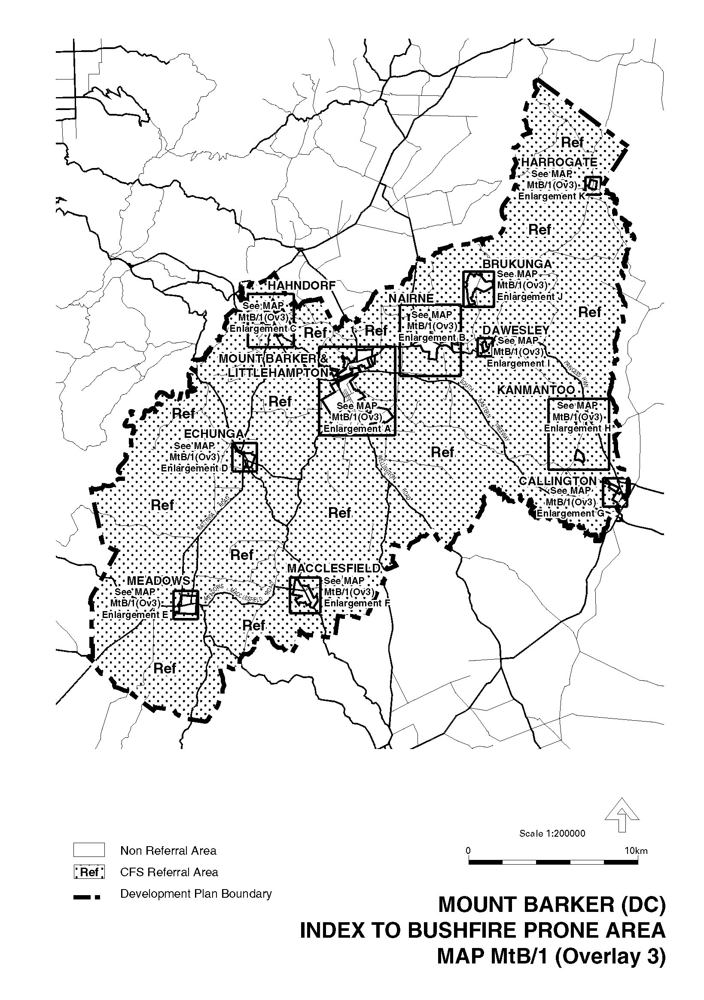 Ref
HARROGATE
See MAP
MtB/1(Ov3)
Enlargement K
Ref
BRUKUNGA
See MAP
MtB/1(Ov3)
Enlargement J
HAHNDORF
See MAP
MtB/1(Ov3)
Enlargement C
NAIRNE
See MAP
MtB/1(Ov3)
Enlargement B
Ref
Ref
Ref
DAWESLEY
See MAP
MtB/1(Ov3)
Enlargement I
PRINCESS HWY
MOUNT BARKER &
LITTLEHAMPTON
See MAP
MtB/1(Ov3)
Enlargement A
SOUTH EASTERN FREEWAY
KANMANTOO
See MAP
MtB/1(Ov3)
Enlargement H
Ref
Ref
ECHUNGA
See MAP
MtB/1(Ov3)
Enlargement D
Ref
WELLINGTON ROAD
CALLINGTON
See MAP
MtB/1(Ov3)
Enlargement G
Ref
BATTINGA ROAD
Ref
Ref
MACCLESFIELD
See MAP
MtB/1(Ov3)
Enlargement F
MEADOWS
See MAP
MtB/1(Ov3)
Enlargement E
MEADOWS - MACCLESFIELD ROAD
Ref
Ref
Scale 1:200000
0 10km
Non Referral Area
Ref CFS Referral Area
Development Plan Boundary
MOUNT BARKER (DC)
INDEX TO BUSHFIRE PRONE AREA
MAP MtB/1 (Overlay 3)